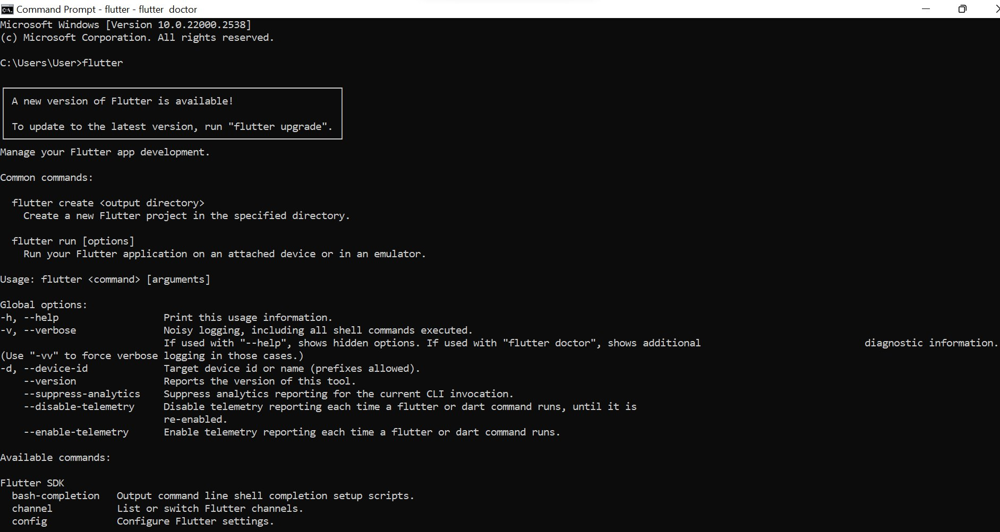 Command Prompt - flutter - flutter  doctor
Microsoft Windows [Version 10.0.22000.2538]
(c) Microsoft Corporation. All rights reserved.
C:\Users\User>flutter
A new version of Flutter is available!
To update to the latest version, run "flutter upgrade".
Manage your Flutter app development.
Common commands:
flutter create <output directory>
Create a new Flutter project in the specified directory.
flutter run [options]
Run your Flutter application on an attached device or in an emulator.
Usage: flutter <command> [arguments]
Global options:
-h, --help                  Print this usage information.
-v, --verbose               Noisy logging, including all shell commands executed.
If used with "--help", shows hidden options. If used with "flutter doctor", shows additional                            diagnostic information.
(Use "-vv" to force verbose logging in those cases.)
-d, --device-id             Target device id or name (prefixes allowed).
--version               Reports the version of this tool.
--suppress-analytics    Suppress analytics reporting for the current CLI invocation.
--disable-telemetry     Disable telemetry reporting each time a flutter or dart command runs, until it is
re-enabled.
--enable-telemetry      Enable telemetry reporting each time a flutter or dart command runs.
Available commands:
Flutter SDK
bash-completion   Output command line shell completion setup scripts.
channel           List or switch Flutter channels.
config            Configure Flutter settings.